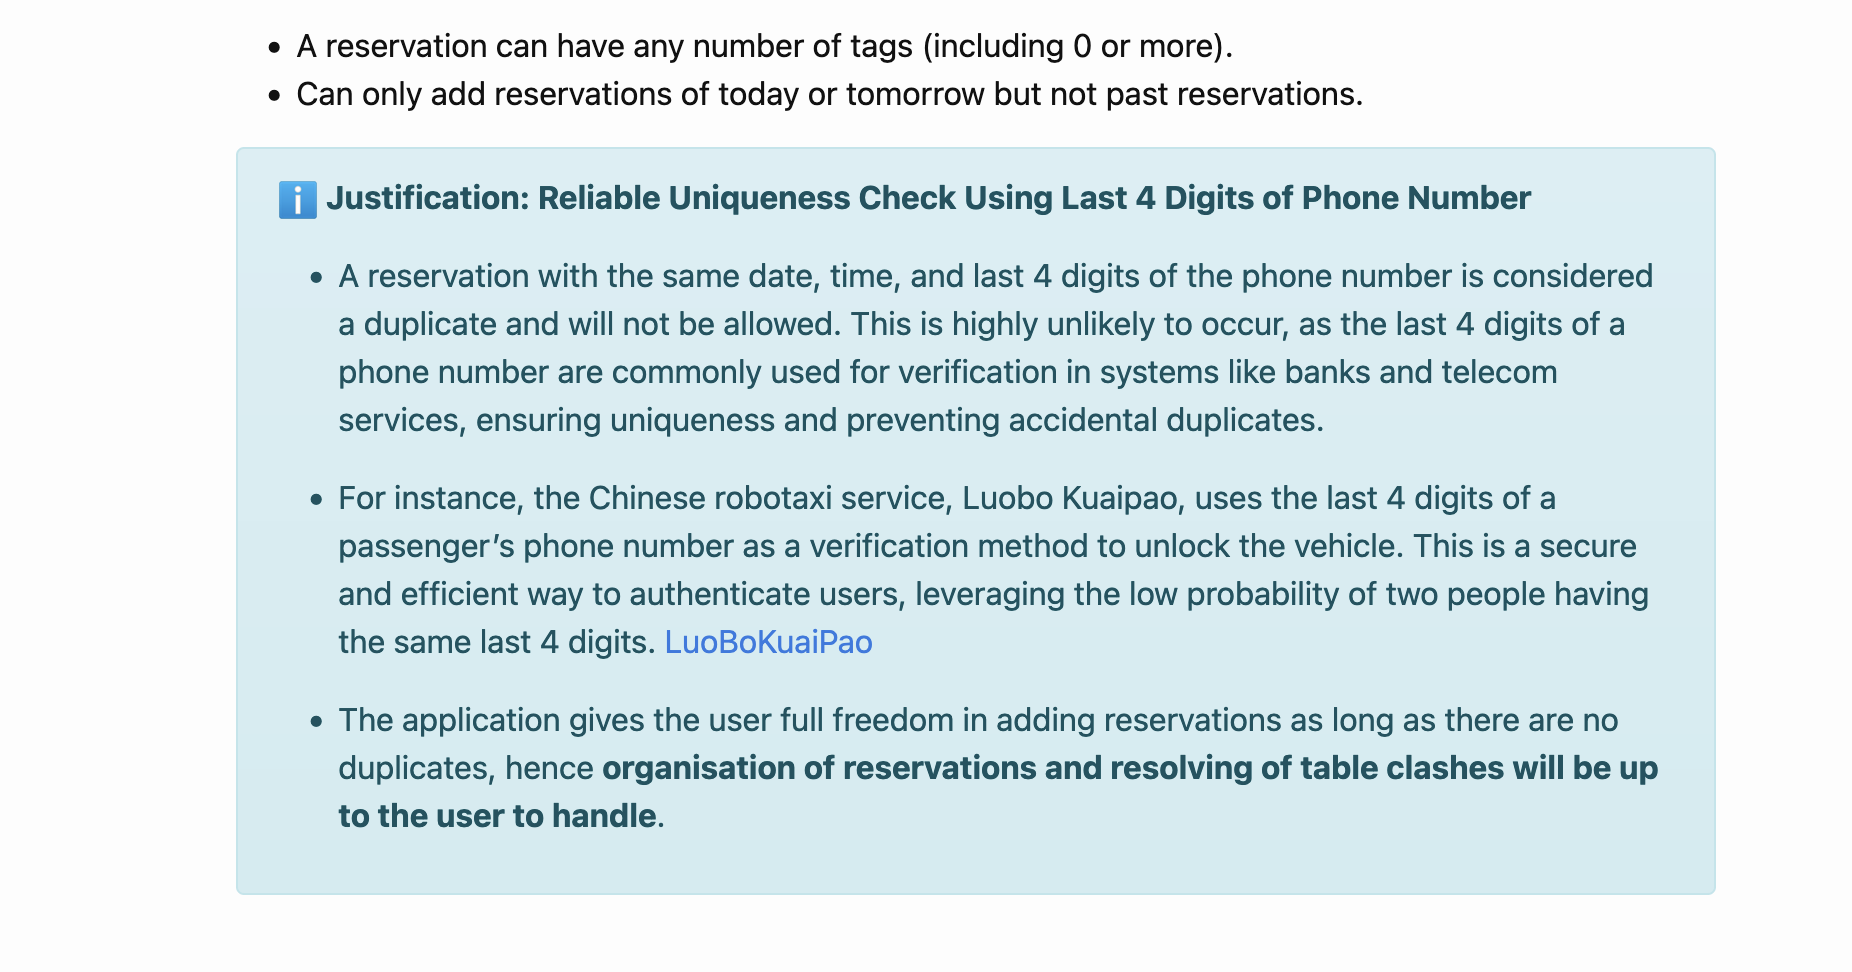 • A reservation can have any number of tags (including 0 or more).
• Can only add reservations of today or tomorrow but not past reservations.
ℹ️ Justification: Reliable Uniqueness Check Using Last 4 Digits of Phone Number
• A reservation with the same date, time, and last 4 digits of the phone number is considered
a duplicate and will not be allowed. This is highly unlikely to occur, as the last 4 digits of a
phone number are commonly used for verification in systems like banks and telecom
services, ensuring uniqueness and preventing accidental duplicates.
• For instance, the Chinese robotaxi service, Luobo Kuaipao, uses the last 4 digits of a
passenger’s phone number as a verification method to unlock the vehicle. This is a secure
and efficient way to authenticate users, leveraging the low probability of two people having
the same last 4 digits. LuoBoKuaiPao
• The application gives the user full freedom in adding reservations as long as there are no
duplicates, hence organisation of reservations and resolving of table clashes will be up
to the user to handle.